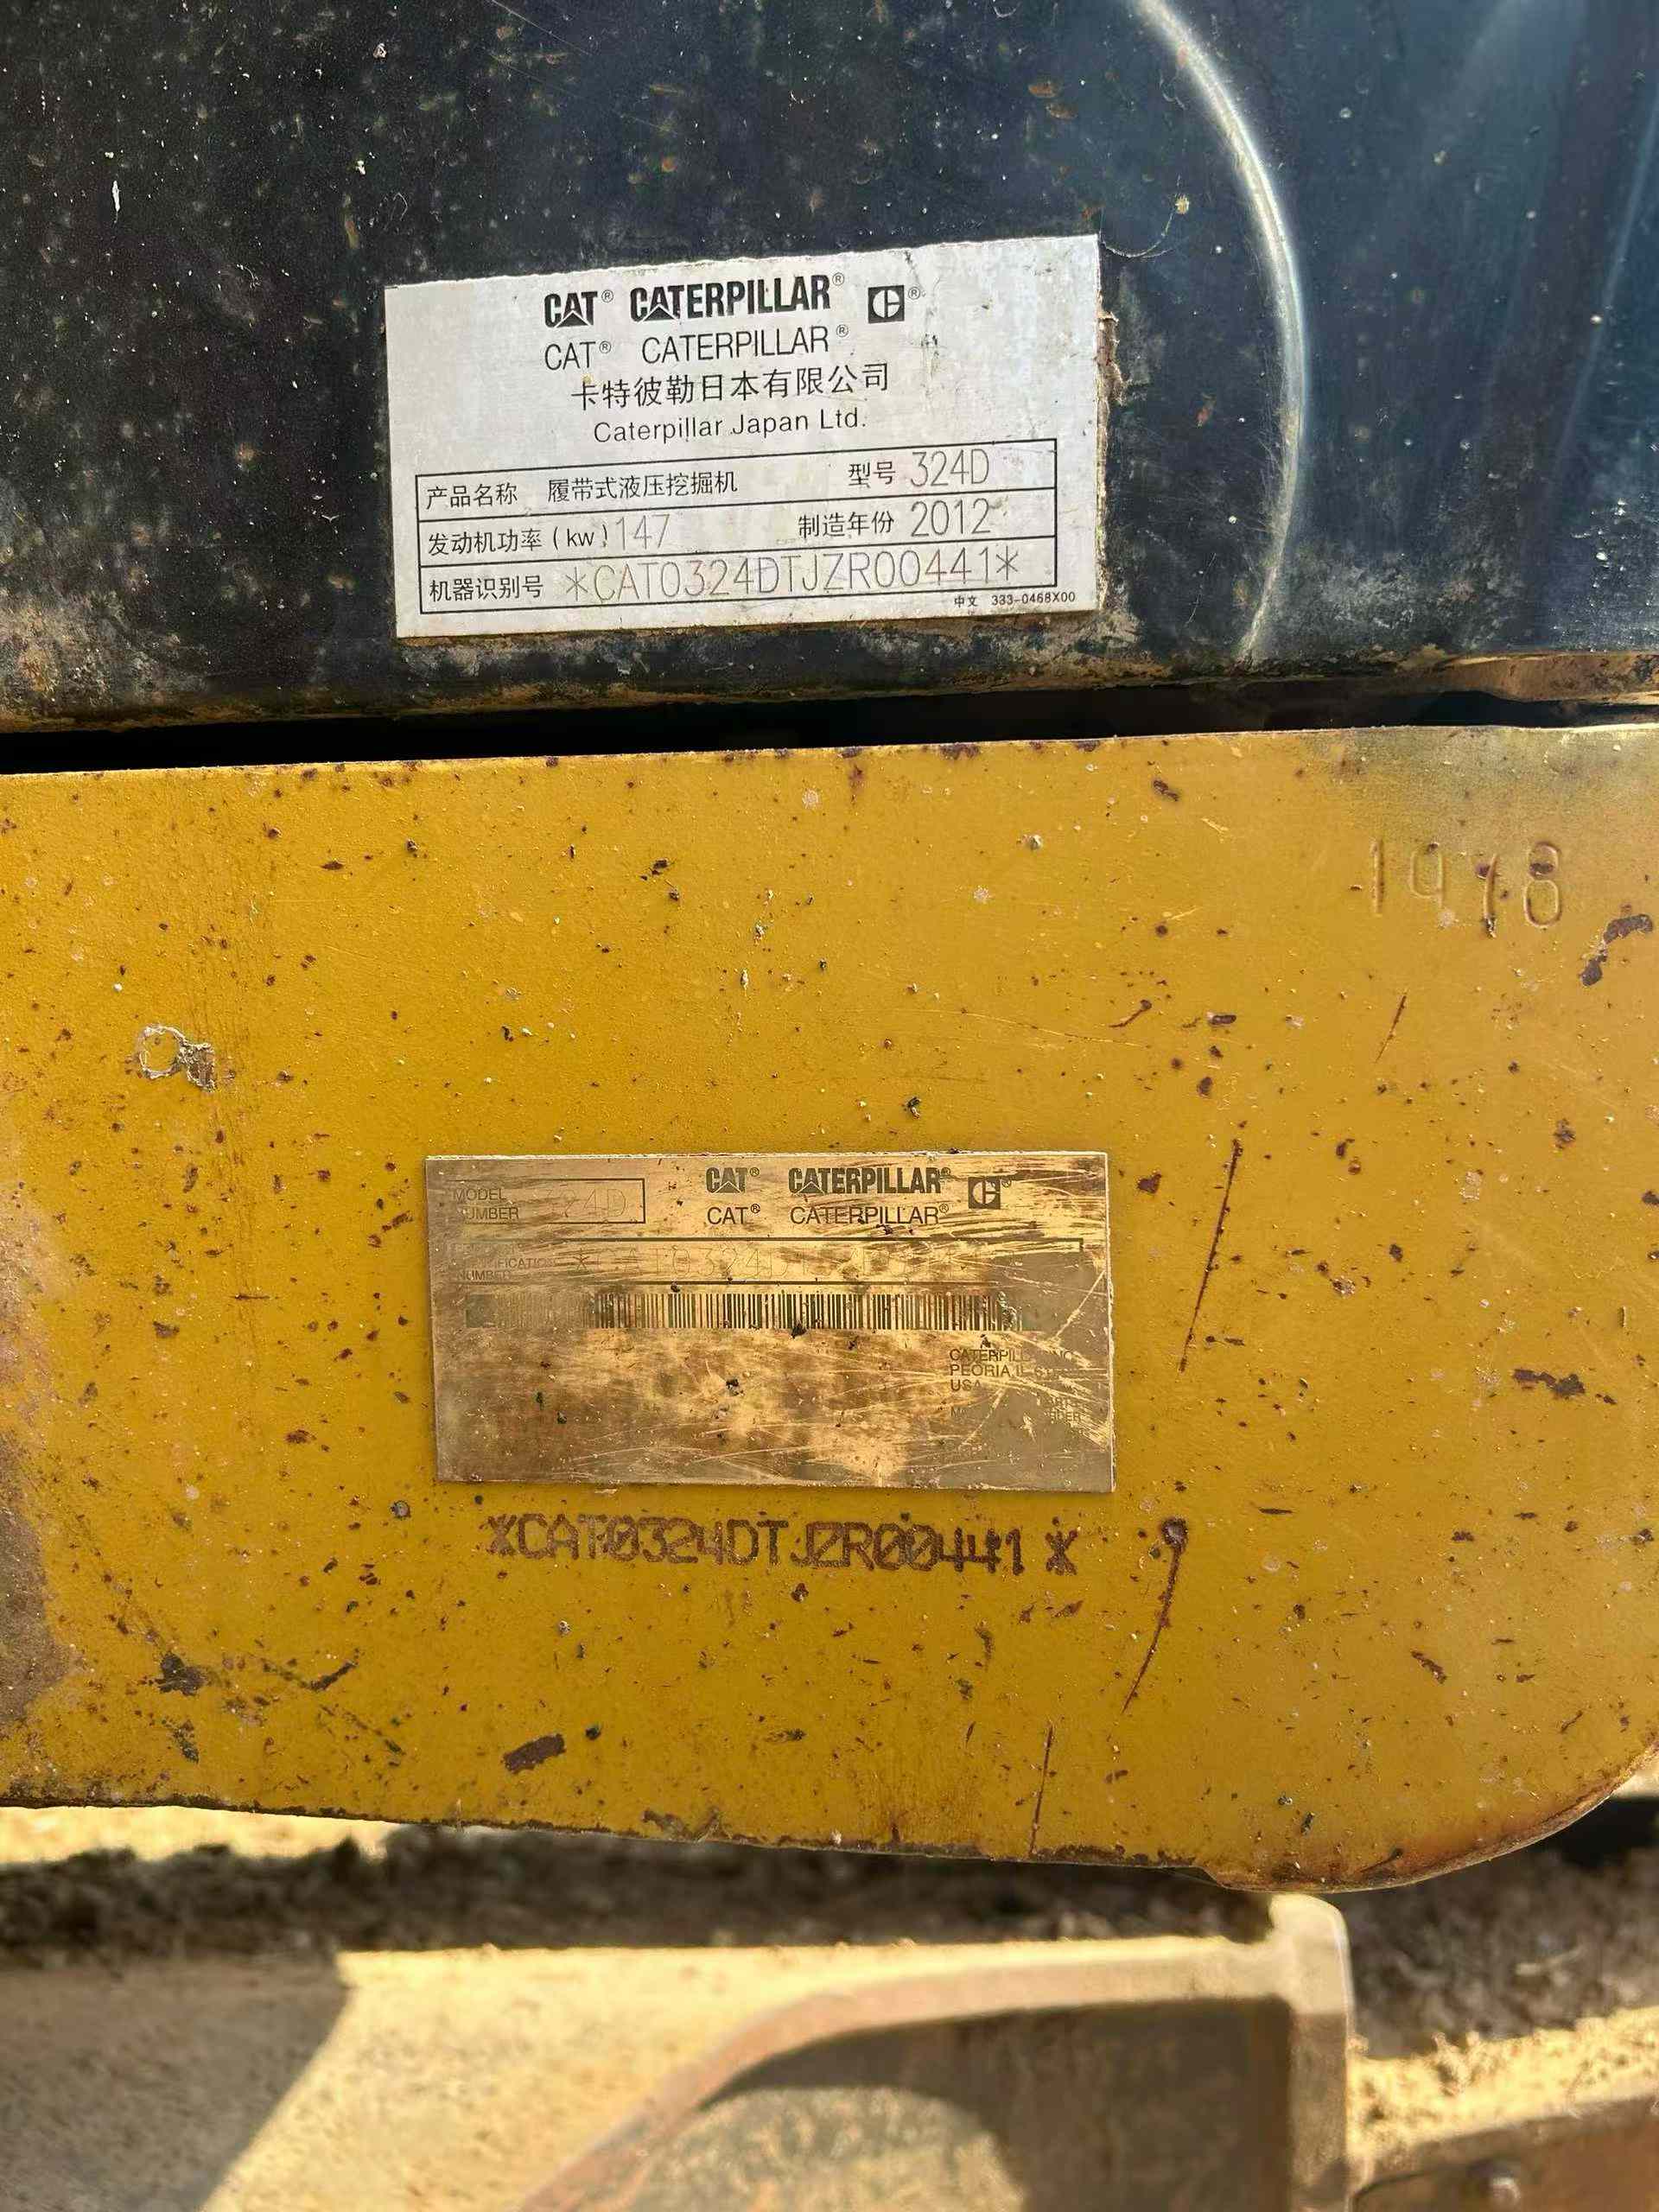 CAT® CATERPILLAR® ®
CAT® CATERPILLAR®
卡特彼勒日本有限公司
Caterpillar Japan Ltd.
产品名称 履带式液压挖掘机 型号 324D
发动机功率(kw) 147 制造年份 2012
机器识别号 *CAT0324DTJZR00441*
中文 333-0468X00
1918
CAT® CATERPILLAR® ®
MODEL
NUMBER
CAT® CATERPILLAR®
NUMBER
PEORIA
USA
*CAT0324DTJZR00441*